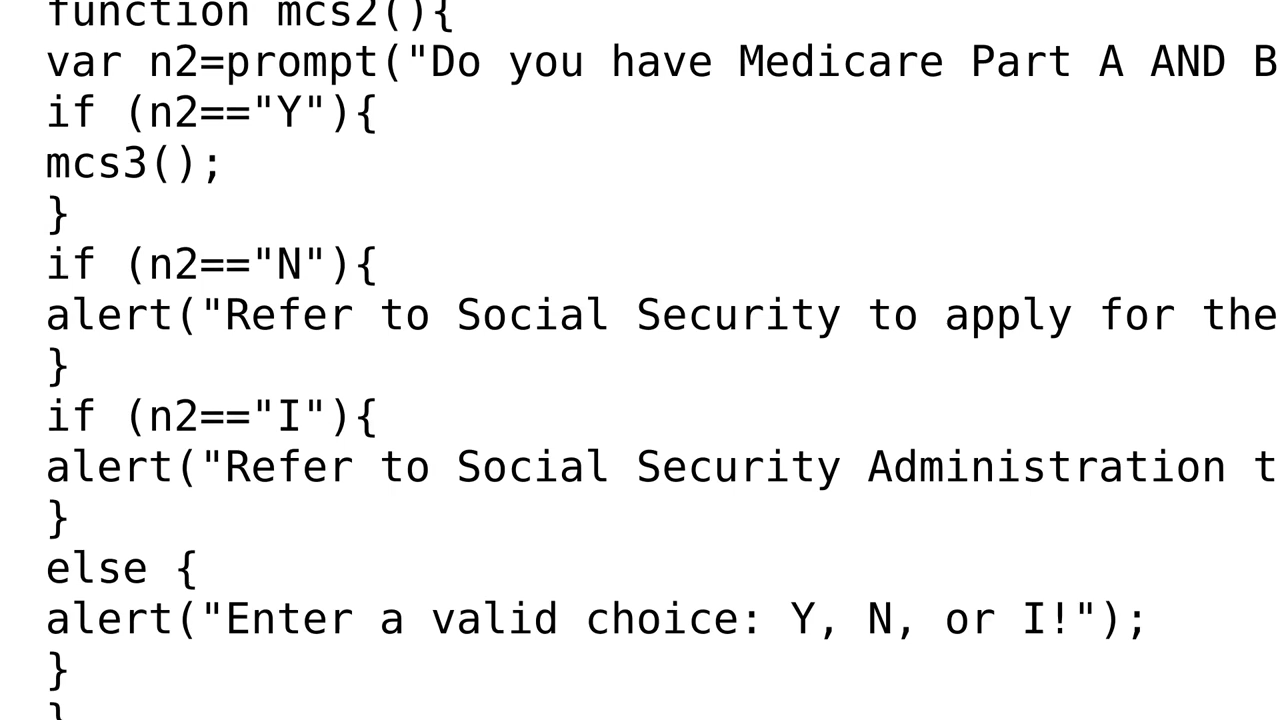 function mcs2(){
var n2=prompt("Do you have Medicare Part A AND B
if (n2=="Y"){
mcs3();
}
if (n2=="N"){
alert("Refer to Social Security to apply for the
}
if (n2=="I"){
alert("Refer to Social Security Administration t
}
else {
alert("Enter a valid choice: Y, N, or I!");
}
}